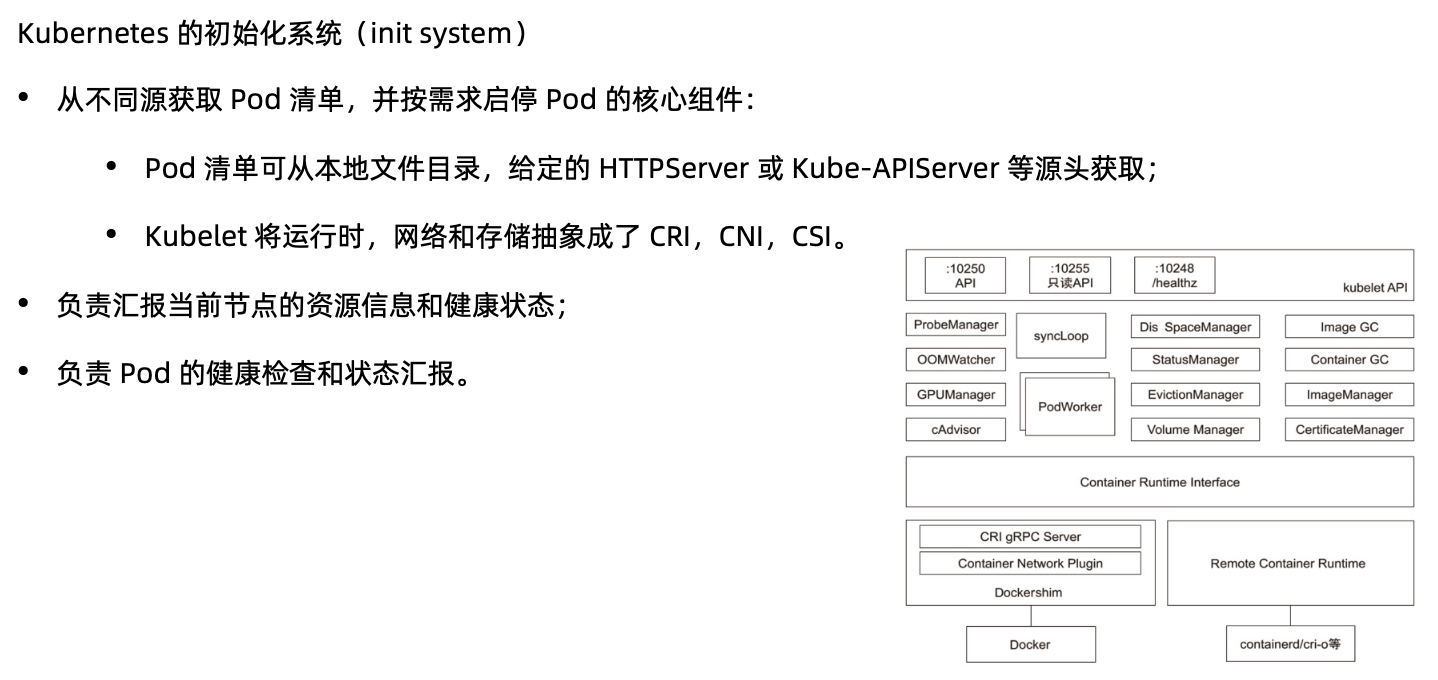 Kubernetes 的初始化系统（init system）
• 从不同源获取 Pod 清单，并按需求启停 Pod 的核心组件：
• Pod 清单可从本地文件目录，给定的 HTTPServer 或 Kube-APIServer 等源头获取；
• Kubelet 将运行时，网络和存储抽象成了 CRI，CNI，CSI。
• 负责汇报当前节点的资源信息和健康状态；
• 负责 Pod 的健康检查和状态汇报。
:10250
API
:10255
只读API
:10248
/healthz
kubelet API
ProbeManager
syncLoop
Dis SpaceManager
Image GC
OOMWatcher
StatusManager
Container GC
GPUManager
PodWorker
EvictionManager
ImageManager
cAdvisor
Volume Manager
CertificateManager
Container Runtime Interface
CRI gRPC Server
Container Network Plugin
Dockershim
Remote Container Runtime
Docker
containerd/cri-o等